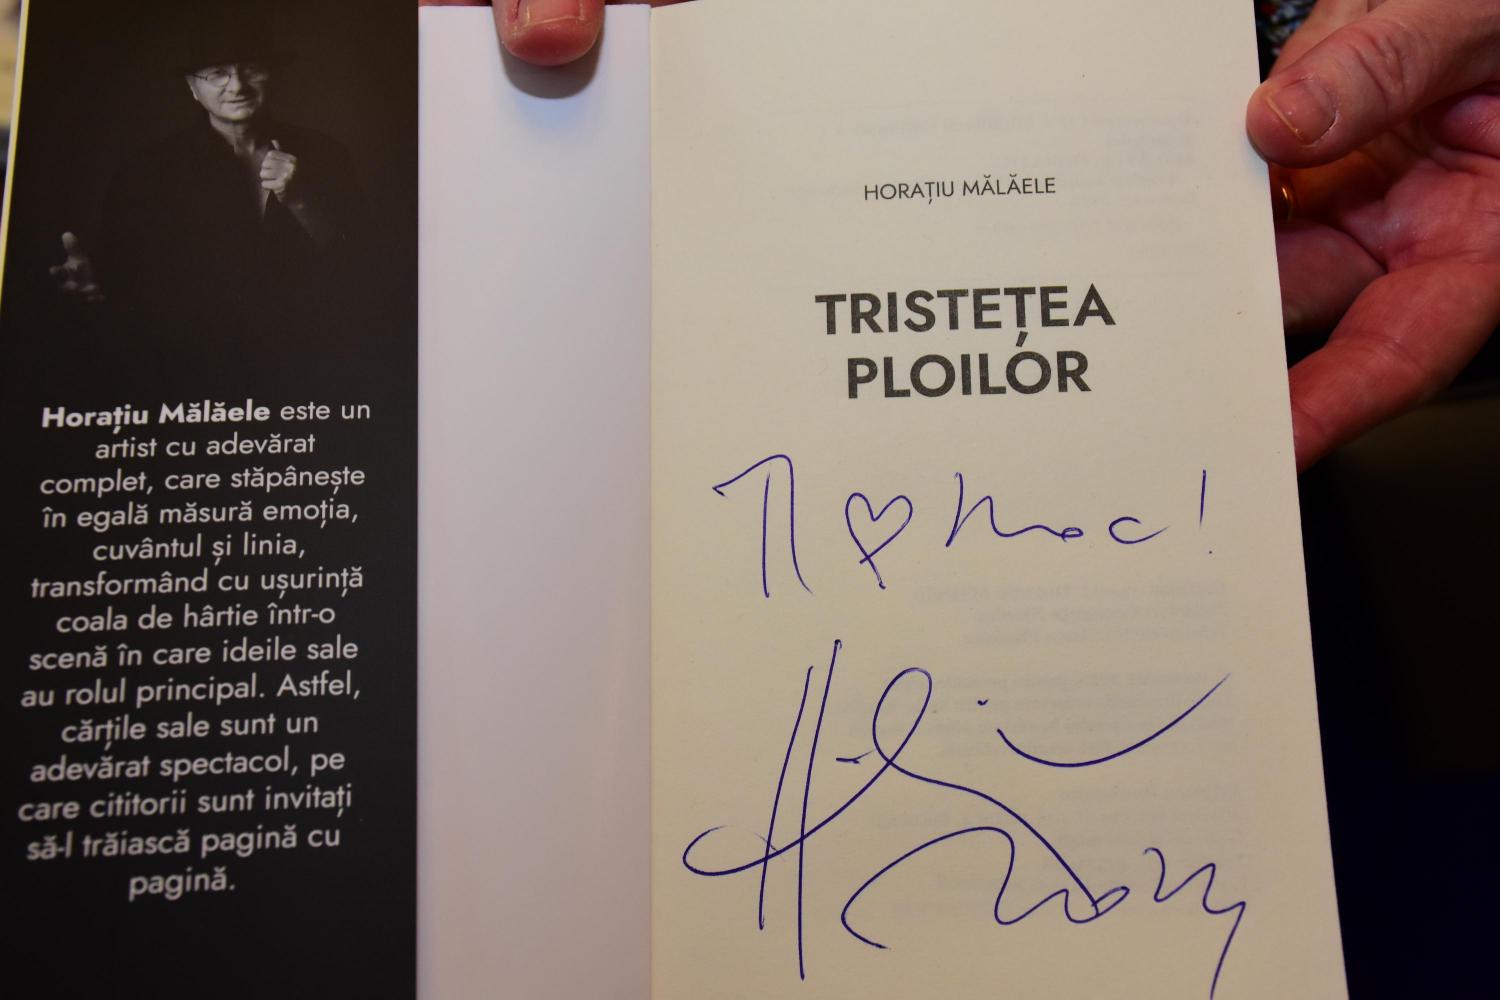 Horațiu Mălăele este un
artist cu adevărat
complet, care stăpânește
în egală măsură emoția,
cuvântul și linia,
transformând cu ușurință
coala de hârtie într-o
scenă în care ideile sale
au rolul principal. Astfel,
cărțile sale sunt un
adevărat spectacol, pe
care cititorii sunt invitați
să-l trăiască pagină cu
pagină.
HORAȚIU MĂLĂELE
TRISTEȚEA
PLOILOR